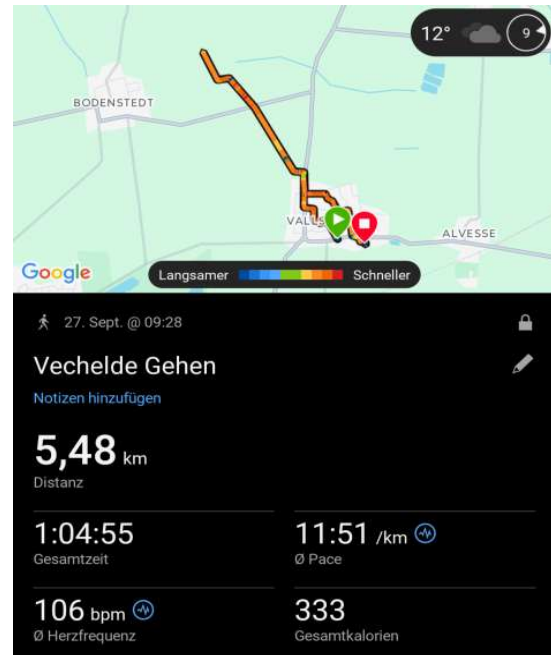 12°
9
BODENSTEDT
ALVESSE
Google
Langsamer
Schneller
27. Sept. @ 09:28
Vechelde Gehen
Notizen hinzufügen
5,48 km
Distanz
1:04:55
11:51 /km
Gesamtzeit
Ø Pace
106 bpm
333
Ø Herzfrequenz
Gesamtkalorien